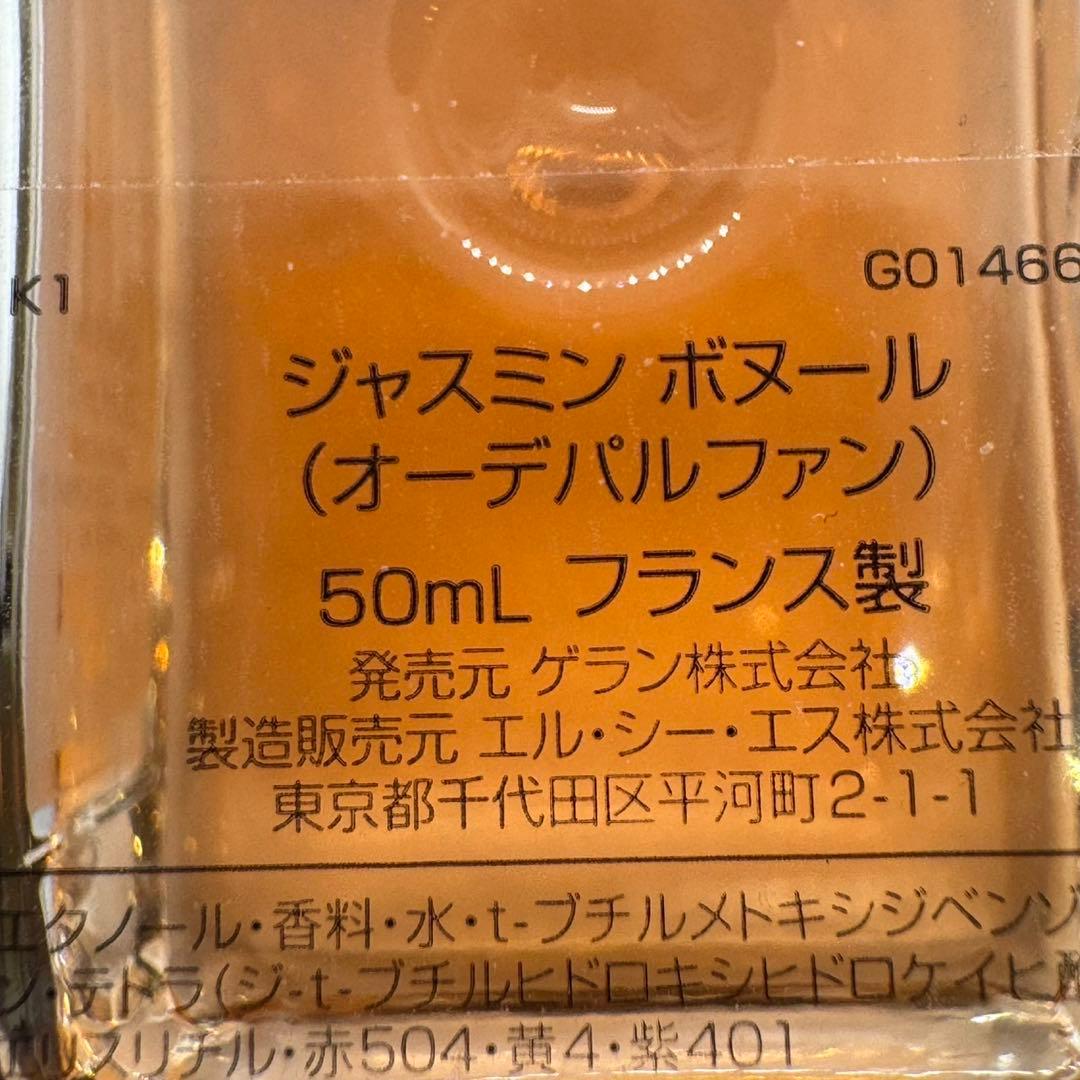 K1
G01466
ジャスミン ボヌール
(オーデパルファン)
50mL フランス製
発売元 ゲラン株式会社
製造販売元 エル・シー・エス株式会社
東京都千代田区平河町2-1-1
エタノール・香料・水・t-ブチルメトキシジベンゾ
ン・テトラ(ジ-t-ブチルヒドロキシヒドロケイヒ酸
リスリチル・赤504・黄4・紫401